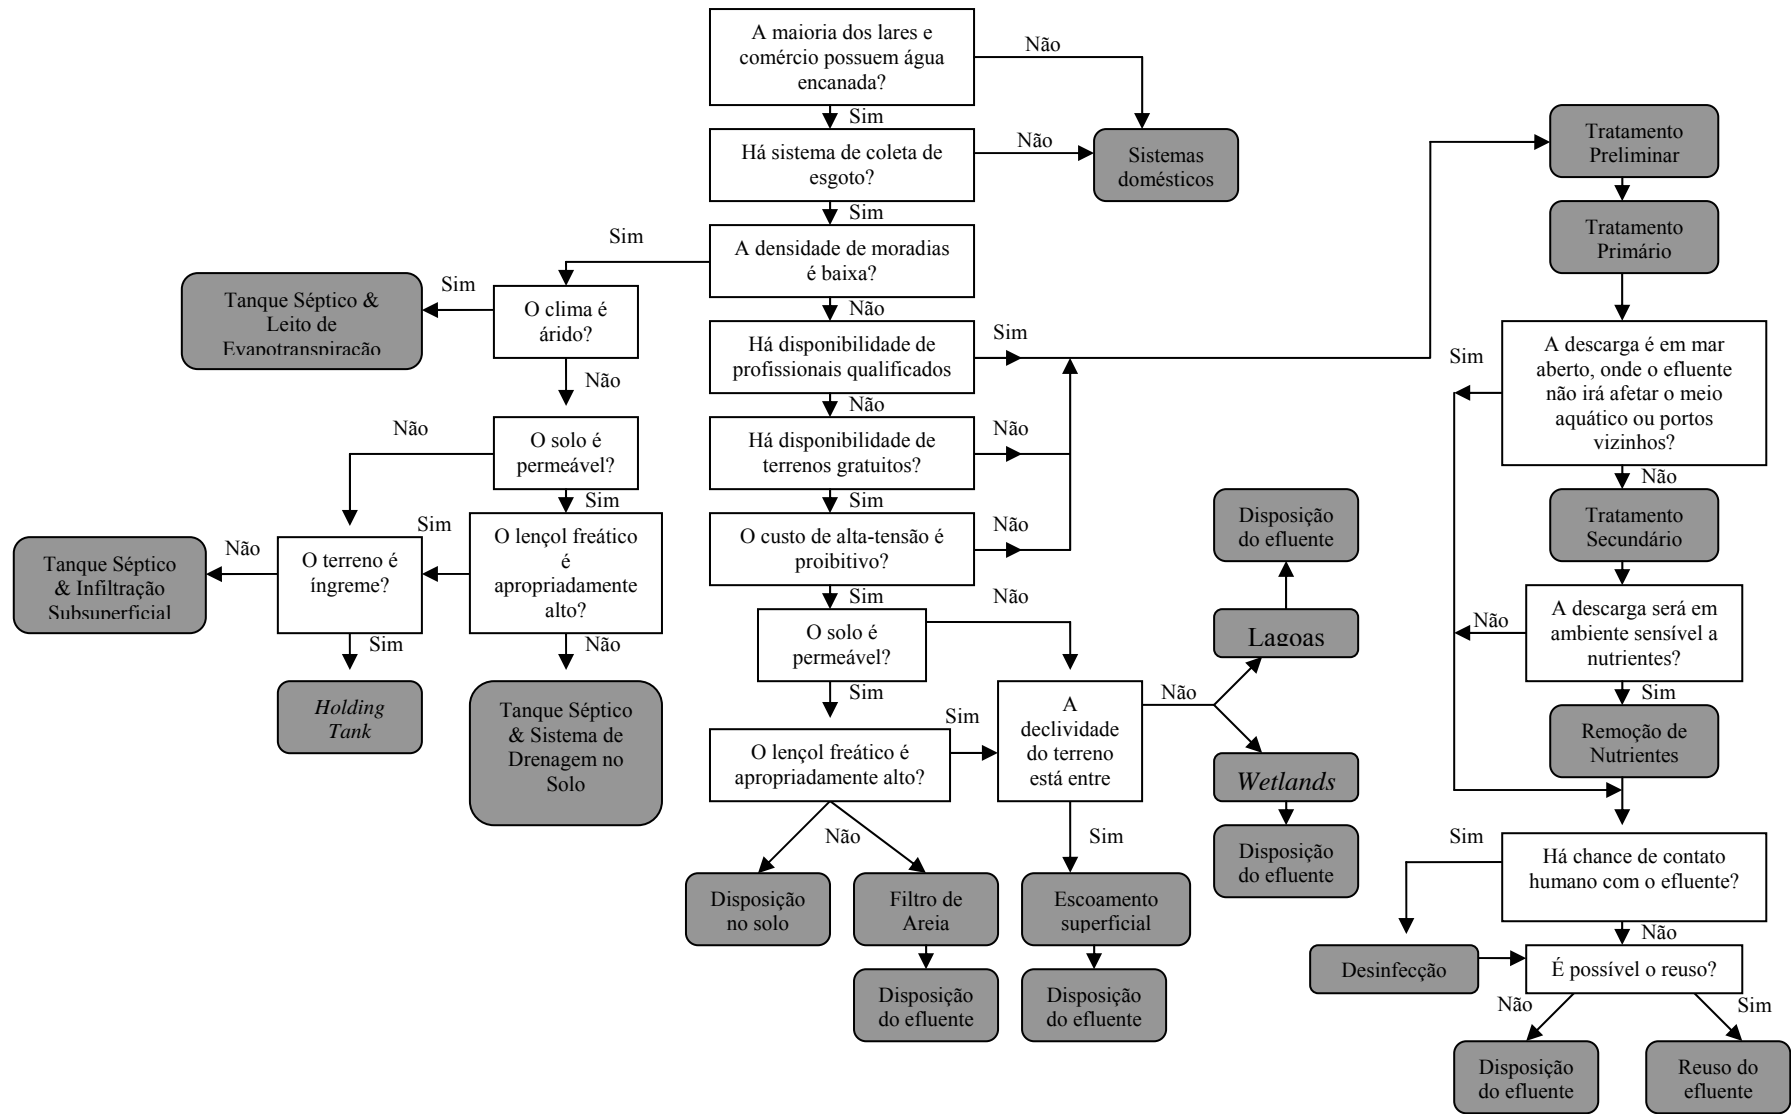 A maioria dos lares e
comércio possuem água
encanada?
Não
Sim
Há sistema de coleta de
esgoto?
Não
Sistemas
domésticos
Sim
A densidade de moradias
é baixa?
Sim
Não
O clima é
árido?
Sim
Tanque Séptico &
Leito de
Evapotranspiração
Não
O solo é
permeável?
Não
Sim
O lençol freático
é
apropriadamente
alto?
Sim
Não
O terreno é
íngreme?
Não
Tanque Séptico
& Infiltração
Subsuperficial
Sim
Holding
Tank
Tanque Séptico
& Sistema de
Drenagem no
Solo
Há disponibilidade de
profissionais qualificados
Sim
Não
Há disponibilidade de
terrenos gratuitos?
Não
Sim
O custo de alta-tensão é
proibitivo?
Não
Sim
Não
O solo é
permeável?
Sim
O lençol freático é
apropriadamente alto?
Sim
Não
Disposição
no solo
Filtro de
Areia
Disposição
do efluente
A
declividade
do terreno
está entre
Não
Sim
Escoamento
superficial
Disposição
do efluente
Disposição
do efluente
Lagoas
Wetlands
Disposição
do efluente
Tratamento
Preliminar
Tratamento
Primário
A descarga é em mar
aberto, onde o efluente
não irá afetar o meio
aquático ou portos
vizinhos?
Sim
Não
Tratamento
Secundário
A descarga será em
ambiente sensível a
nutrientes?
Não
Sim
Remoção de
Nutrientes
Há chance de contato
humano com o efluente?
Sim
Não
Desinfecção
É possível o reuso?
Não
Sim
Disposição
do efluente
Reuso do
efluente